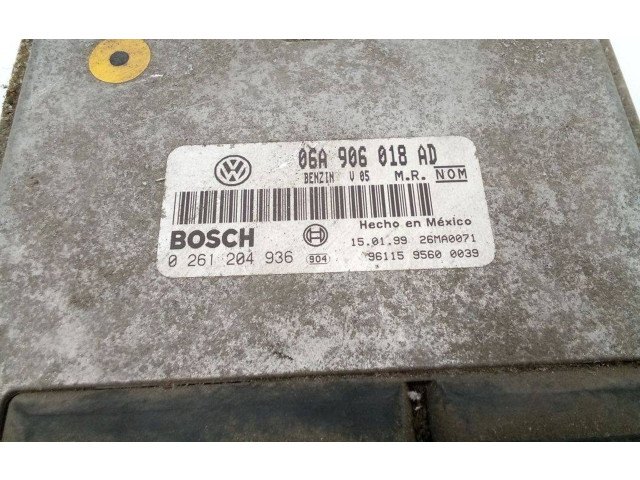 06A 906 018 AD
BENZIN V 05 M.R. NOM
Hecho en México
BOSCH
15.01.99 26MA0071
0 261 204 936 904
96115 9560 0039